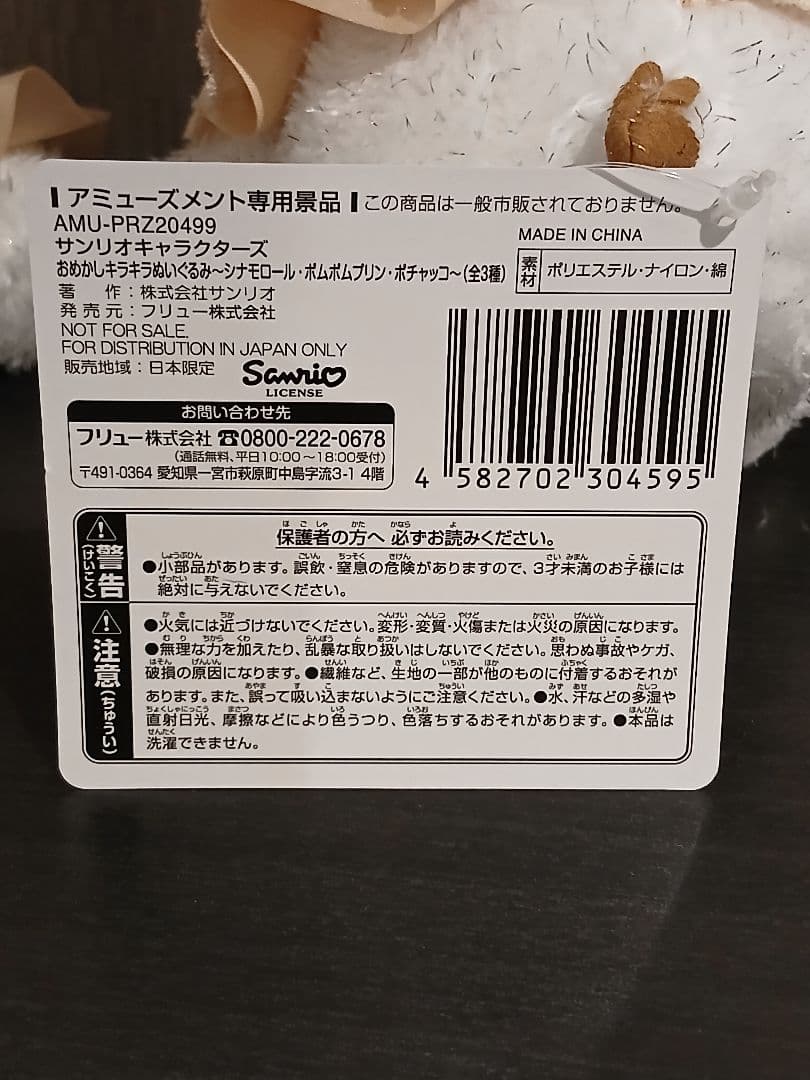 アミューズメント専用景品 この商品は一般市販されておりません。
AMU-PRZ20499
サンリオキャラクターズ
おめかしキラキラぬいぐるみ～シナモロール・ポムポムプリン・ポチャッコ～(全3種)
著 作：株式会社サンリオ
発売元：フリュー株式会社
NOT FOR SALE.
FOR DISTRIBUTION IN JAPAN ONLY
販売地域：日本限定
Sanrio
LICENSE
MADE IN CHINA
素材 ポリエステル・ナイロン・綿
お問い合わせ先
フリュー株式会社 ☎0800-222-0678
(通話無料、平日10:00～18:00受付)
〒491-0364 愛知県一宮市萩原町中島字流3-1 4階
4 582702 304595
警告(けいこく)
保護者の方へ 必ずお読みください。
●小部品があります。誤飲・窒息の危険がありますので、3才未満のお子様には
絶対に与えないでください。
注意(ちゅうい)
●火気には近づけないでください。変形・変質・火傷または火災の原因になります。
●無理な力を加えたり、乱暴な取り扱いはしないでください。思わぬ事故やケガ、
破損の原因になります。●繊維など、生地の一部が他のものに付着するおそれが
あります。また、誤って吸い込まないようにご注意ください。●水、汗などの多湿や
直射日光、摩擦などにより色うつり、色落ちするおそれがあります。●本品は
洗濯できません。